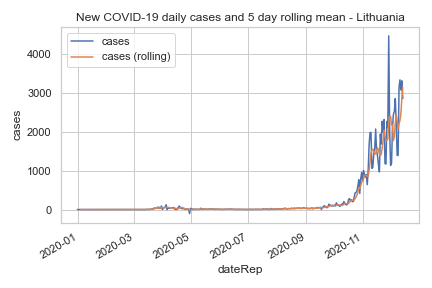 New COVID-19 daily cases and 5 day rolling mean - Lithuania
cases
cases (rolling)
4000
3000
2000
1000
0
cases
2020-01
2020-03
2020-05
2020-07
2020-09
2020-11
dateRep